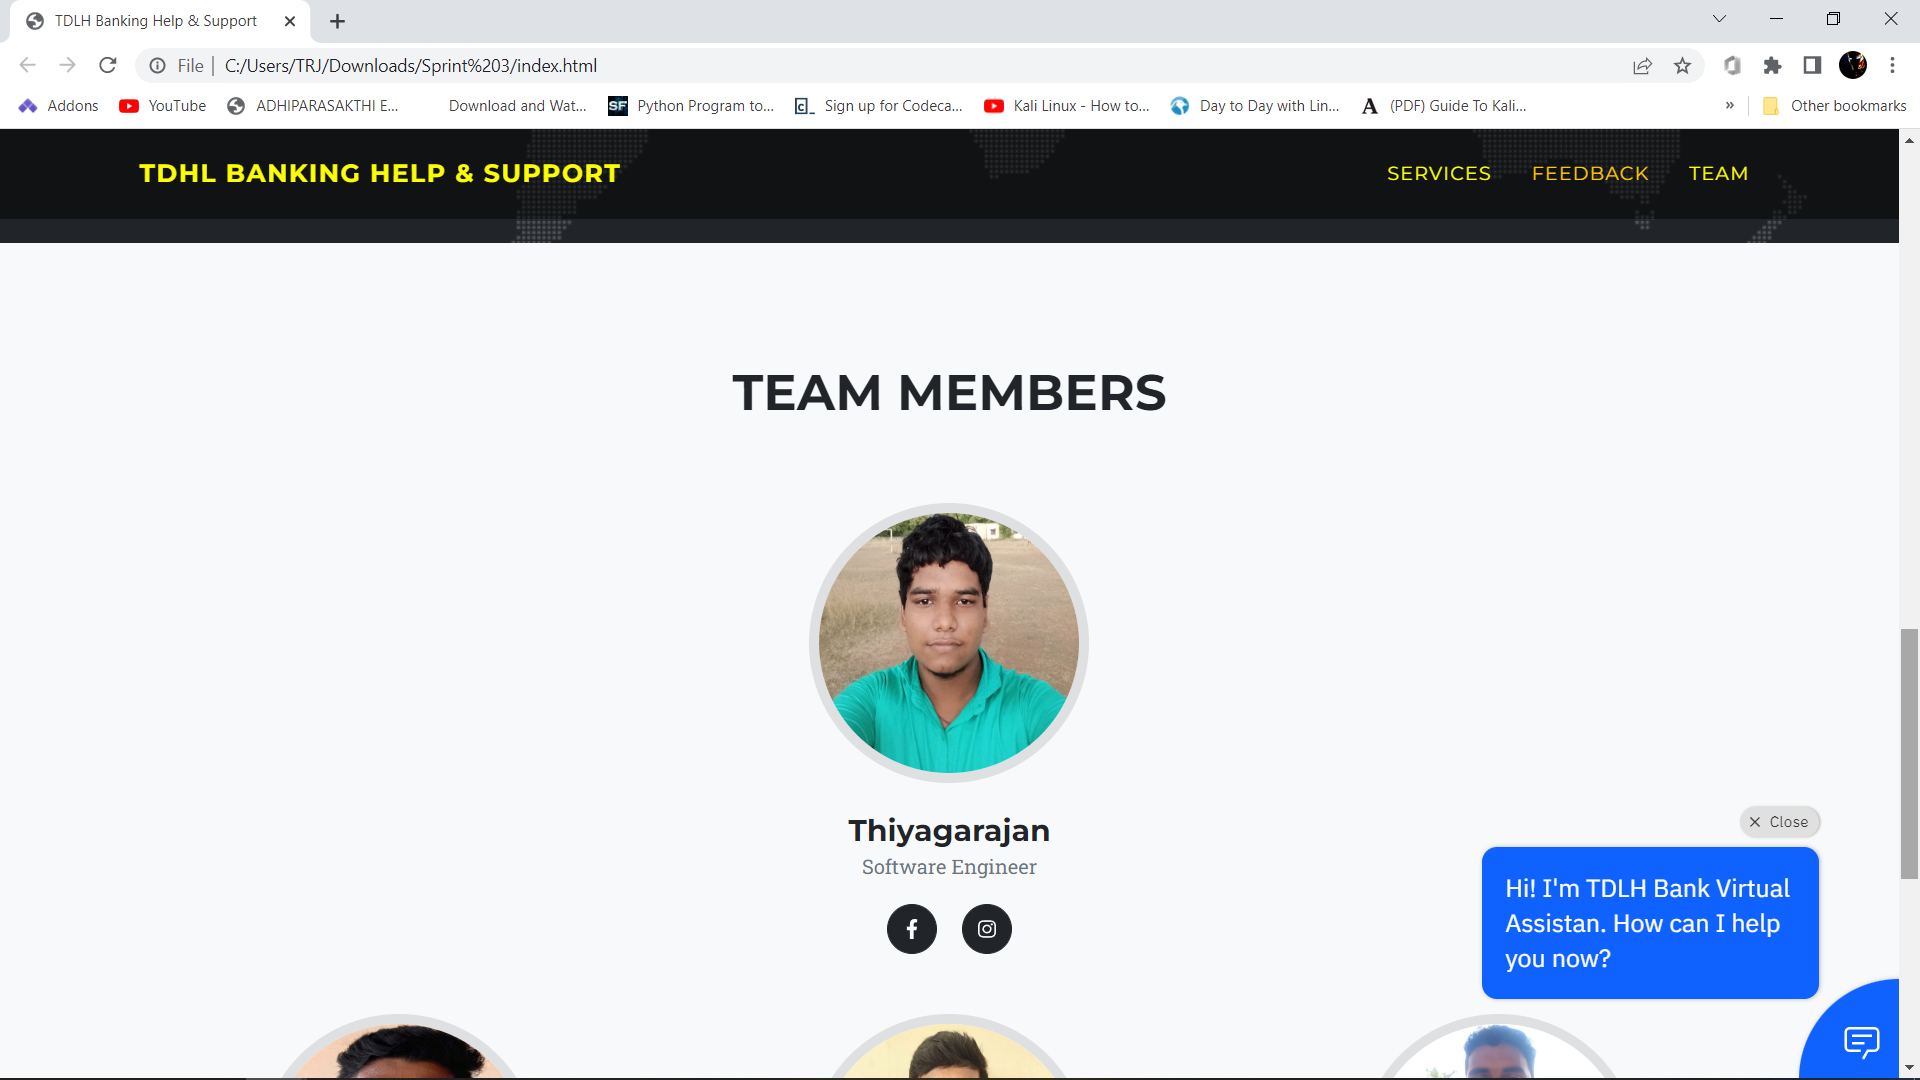 TDLH Banking Help & Support
File | C:/Users/TRJ/Downloads/Sprint%203/index.html
Addons YouTube ADHIPARASAKTHI E... Download and Wat... SF Python Program to... c_ Sign up for Codeca... Kali Linux - How to... Day to Day with Lin... A (PDF) Guide To Kali... » Other bookmarks
TDHL BANKING HELP & SUPPORT SERVICES FEEDBACK TEAM
TEAM MEMBERS
Thiyagarajan
Software Engineer
Close
Hi! I'm TDLH Bank Virtual
Assistan. How can I help
you now?